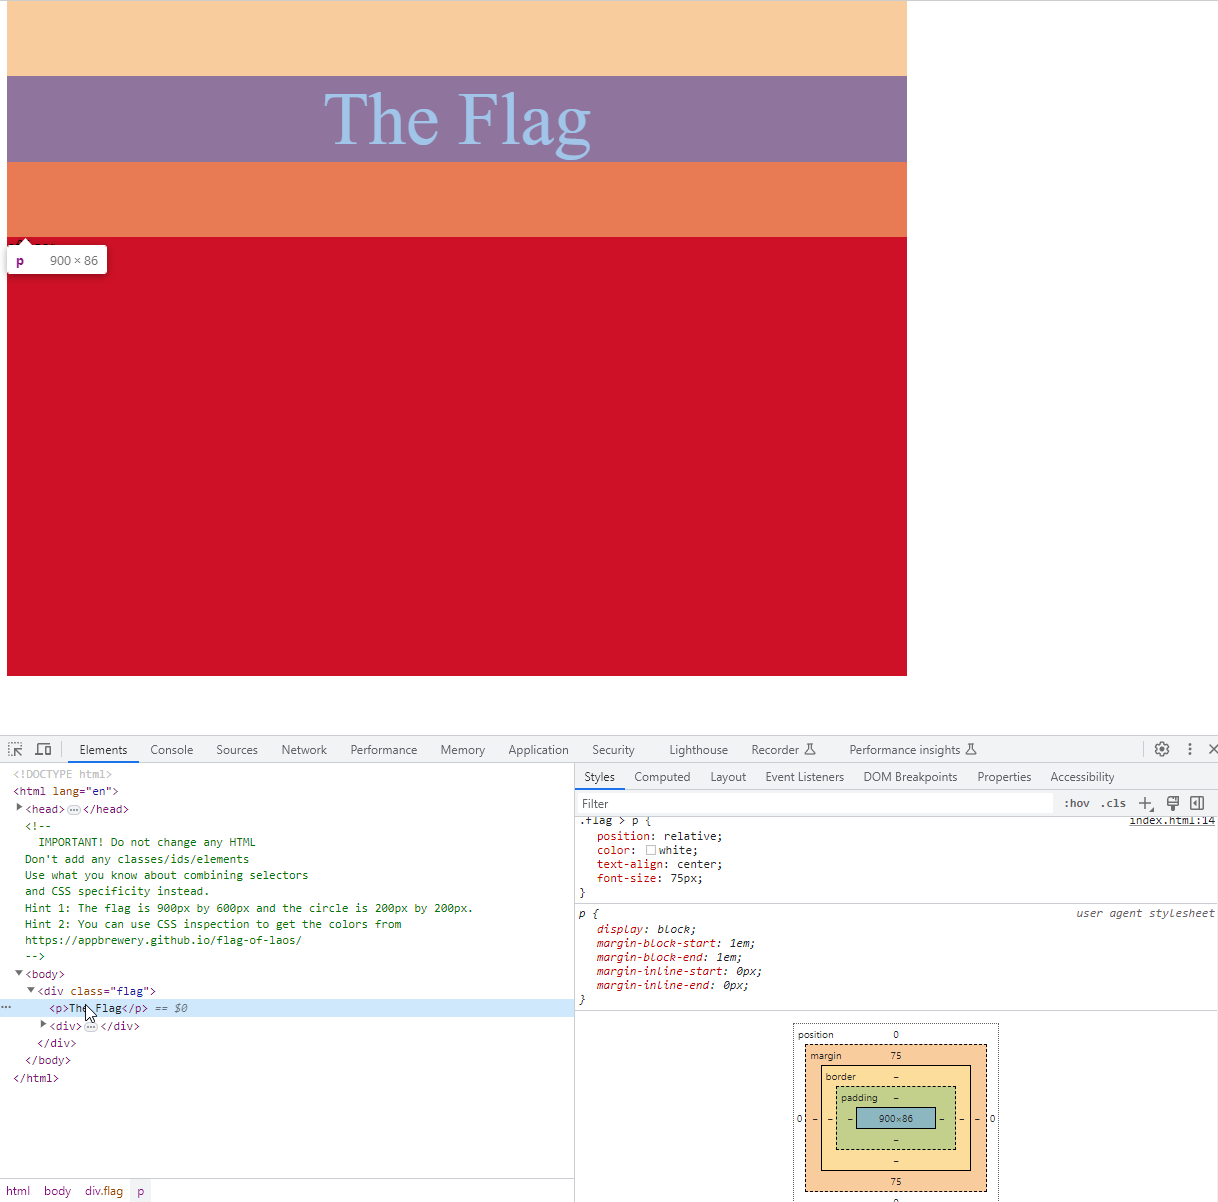 The Flag
p 900 × 86
Elements Console Sources Network Performance Memory Application Security Lighthouse Recorder Performance insights
<!DOCTYPE html>
<html lang="en">
<head> ⋯ </head>
<!--
IMPORTANT! Do not change any HTML
Don't add any classes/ids/elements
Use what you know about combining selectors
and CSS specificity instead.
Hint 1: The flag is 900px by 600px and the circle is 200px by 200px.
Hint 2: You can use CSS inspection to get the colors from
https://appbrewery.github.io/flag-of-laos/
-->
<body>
<div class="flag">
<p>The Flag</p> == $0
<div> ⋯ </div>
</div>
</body>
</html>
html body div.flag p
Styles Computed Layout Event Listeners DOM Breakpoints Properties Accessibility
Filter :hov .cls
.flag > p { index.html:14
position: relative;
color: white;
text-align: center;
font-size: 75px;
}
p { user agent stylesheet
display: block;
margin-block-start: 1em;
margin-block-end: 1em;
margin-inline-start: 0px;
margin-inline-end: 0px;
}
position 0
margin 75
border –
padding –
0 – – – 900×86 – – – 0
–
–
75